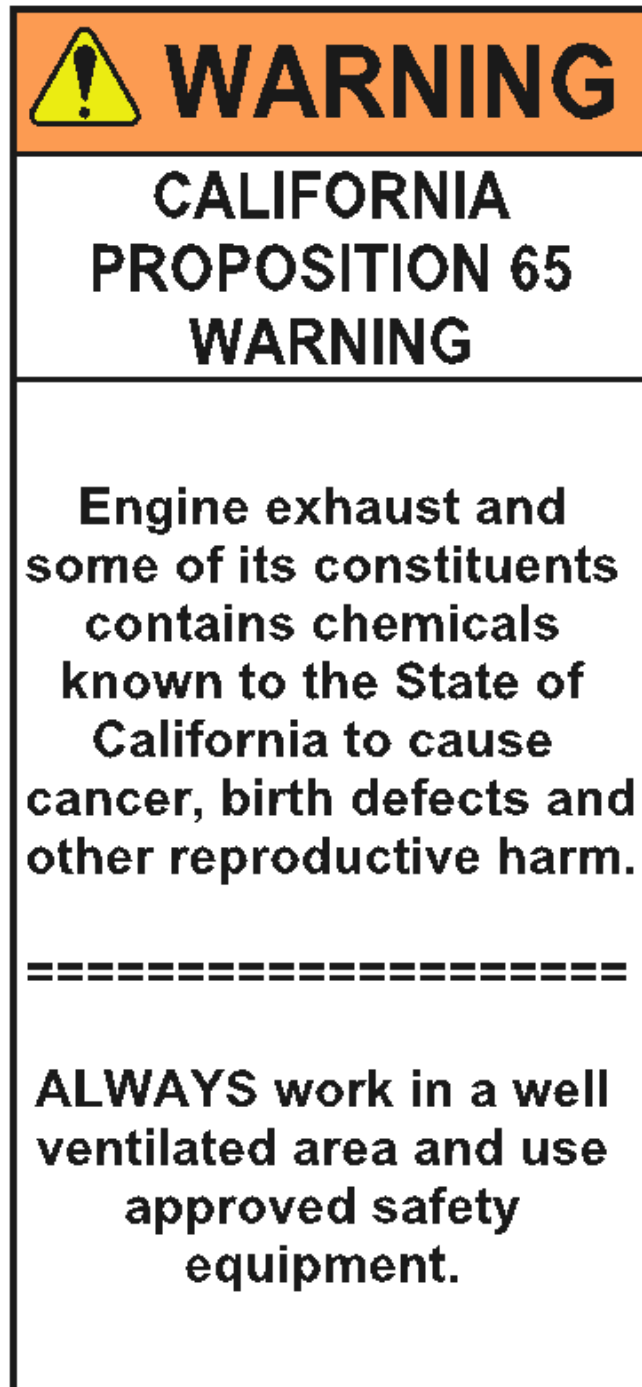 WARNING
CALIFORNIA
PROPOSITION 65
WARNING
Engine exhaust and
some of its constituents
contains chemicals
known to the State of
California to cause
cancer, birth defects and
other reproductive harm.
====================
ALWAYS work in a well
ventilated area and use
approved safety
equipment.